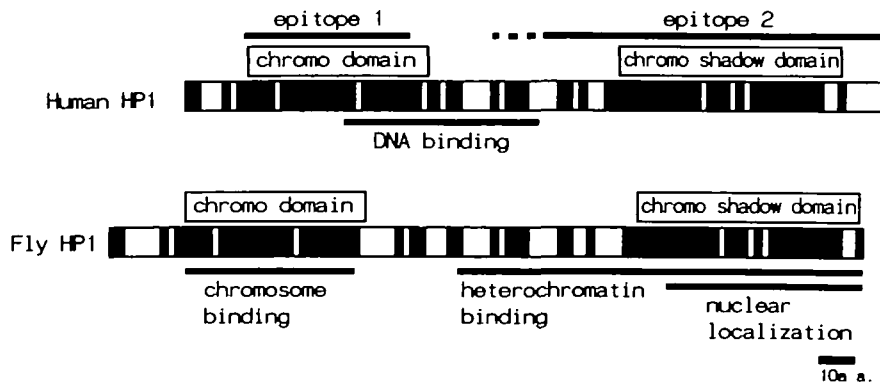 epitope 1
epitope 2
chromo domain
chromo shadow domain
Human HP1
DNA binding
chromo domain
chromo shadow domain
Fly HP1
chromosome
binding
heterochromatin
binding
nuclear
localization
10a a.